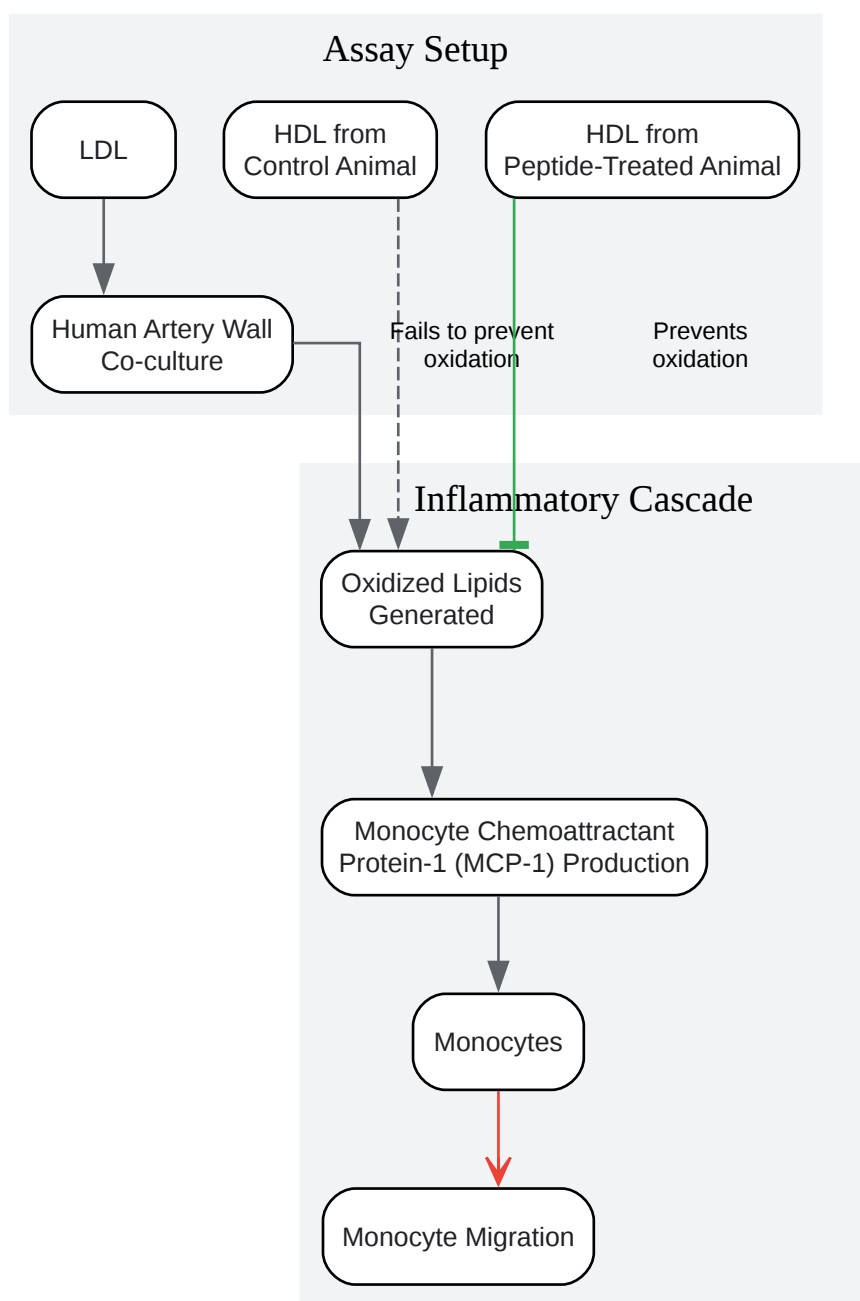 Assay Setup
LDL
HDL from
Control Animal
HDL from
Peptide-Treated Animal
Human Artery Wall
Co-culture
Fails to prevent
oxidation
Prevents
oxidation
Inflammatory Cascade
Oxidized Lipids
Generated
Monocyte Chemoattractant
Protein-1 (MCP-1) Production
Monocytes
Monocyte Migration